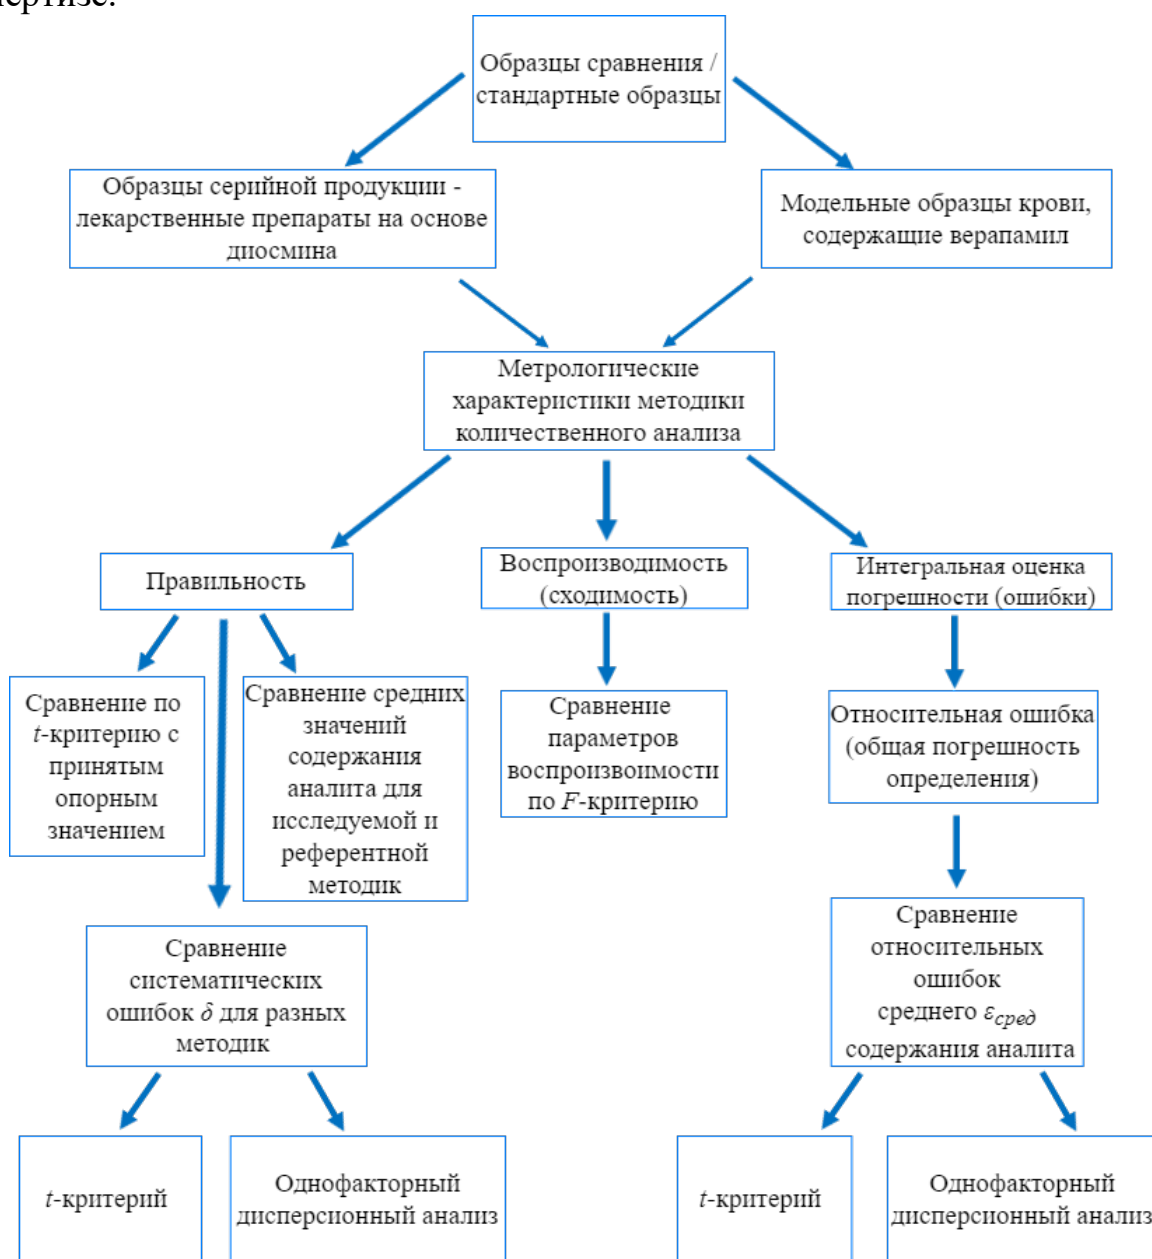 пертизе.
Образцы сравнения /
стандартные образцы
Образцы серийной продукции -
лекарственные препараты на основе
диосмина
Модельные образцы крови,
содержащие верапамил
Метрологические
характеристики методики
количественного анализа
Правильность
Воспроизводимость
(сходимость)
Интегральная оценка
погрешности (ошибки)
Сравнение по
t-критерию с
принятым
опорным
значением
Сравнение средних
значений
содержания
аналита для
исследуемой и
референтной
методик
Сравнение
параметров
воспроизвоимости
по F-критерию
Относительная ошибка
(общая погрешность
определения)
Сравнение
систематических
ошибок δ для разных
методик
Сравнение
относительных
ошибок
среднего εсред
содержания аналита
t-критерий
Однофакторный
дисперсионный анализ
t-критерий
Однофакторный
дисперсионный анализ